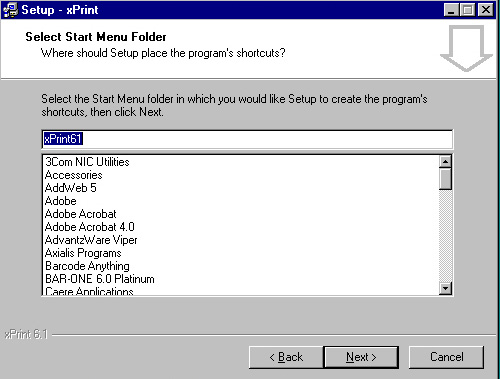 Setup - xPrint
Select Start Menu Folder
Where should Setup place the program's shortcuts?
Select the Start Menu folder in which you would like Setup to create the program's
shortcuts, then click Next.
xPrint61
3Com NIC Utilities
Accessories
AddWeb 5
Adobe
Adobe Acrobat
Adobe Acrobat 4.0
AdvantzWare Viper
Axialis Programs
Barcode Anything
BAR-ONE 6.0 Platinum
Caere Applications
xPrint 6.1
< Back
Next >
Cancel